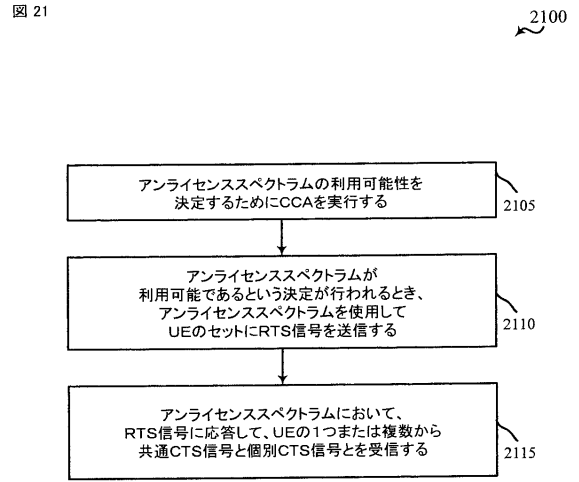 図 21
2100
アンライセンススペクトラムの利用可能性を
決定するためにCCAを実行する
2105
アンライセンススペクトラムが
利用可能であるという決定が行われるとき、
アンライセンススペクトラムを使用して
UEのセットにRTS信号を送信する
2110
アンライセンススペクトラムにおいて、
RTS信号に応答して、UEの1つまたは複数から
共通CTS信号と個別CTS信号とを受信する
2115